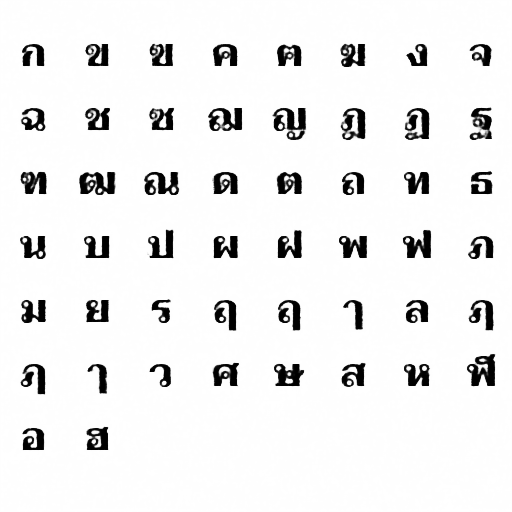 ก ข ฃ ค ฅ ฆ ง จ
ฉ ช ซ ฌ ญ ฎ ฏ ฐ
ฑ ฒ ณ ด ต ถ ท ธ
น บ ป ผ ฝ พ ฟ ภ
ม ย ร ฤ ฤ ๅ ล ฦ
ฦ ๅ ว ศ ษ ส ห ฬ
อ ฮ